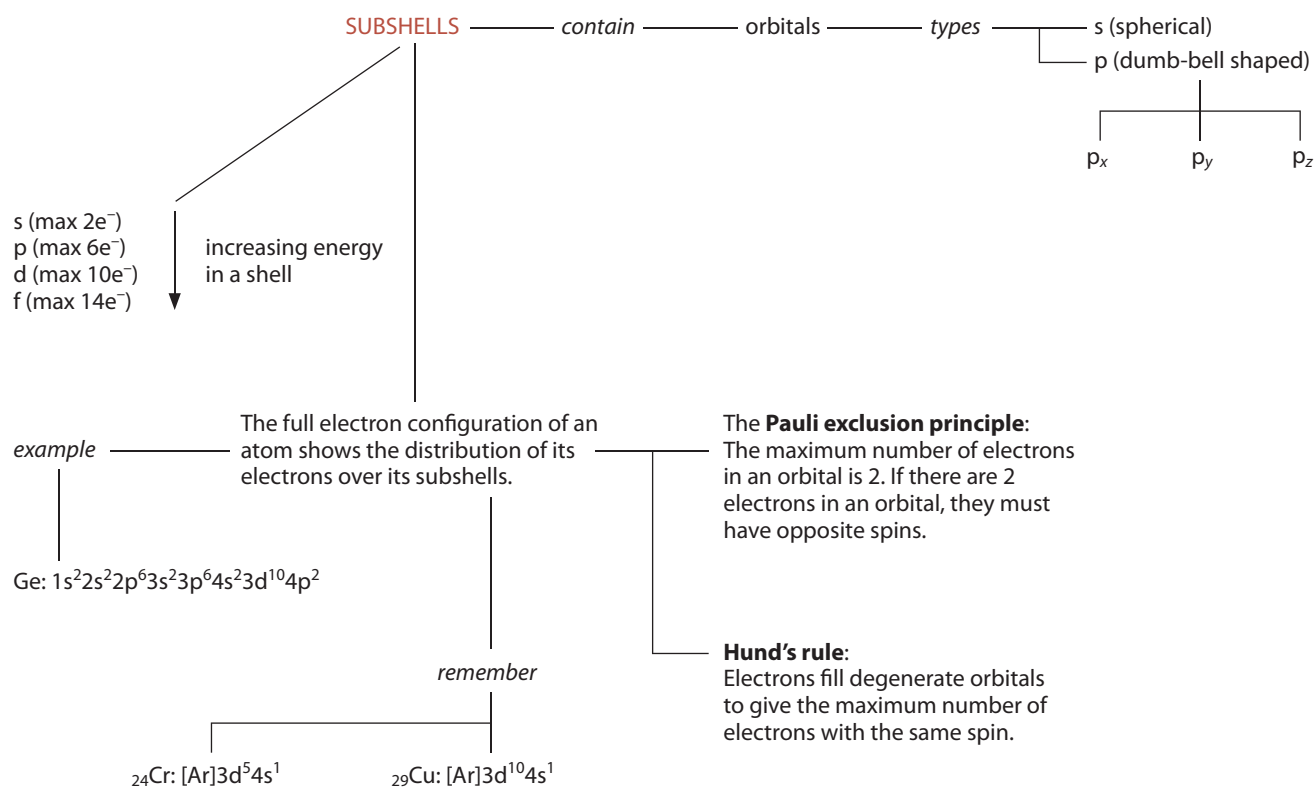 SUBSHELLS contain orbitals types s (spherical)
p (dumb-bell shaped)
pₓ pᵧ p_z
s (max 2e⁻)
p (max 6e⁻)
d (max 10e⁻)
f (max 14e⁻)
increasing energy
in a shell
example
The full electron configuration of an
atom shows the distribution of its
electrons over its subshells.
The Pauli exclusion principle:
The maximum number of electrons
in an orbital is 2. If there are 2
electrons in an orbital, they must
have opposite spins.
Ge: 1s²2s²2p⁶3s²3p⁶4s²3d¹⁰4p²
Hund’s rule:
Electrons fill degenerate orbitals
to give the maximum number of
electrons with the same spin.
remember
₂₄Cr: [Ar]3d⁵4s¹ ₂₉Cu: [Ar]3d¹⁰4s¹